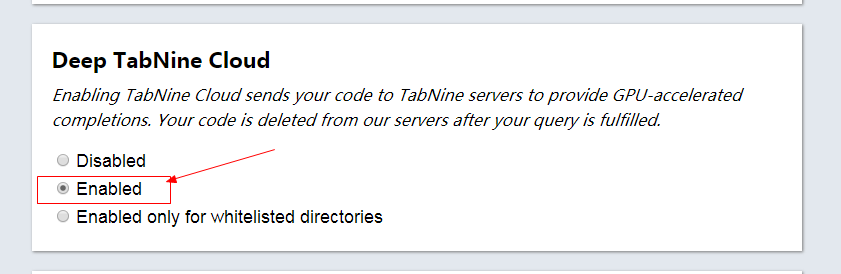 Deep TabNine Cloud
Enabling TabNine Cloud sends your code to TabNine servers to provide GPU-accelerated
completions. Your code is deleted from our servers after your query is fulfilled.
Disabled
Enabled
Enabled only for whitelisted directories